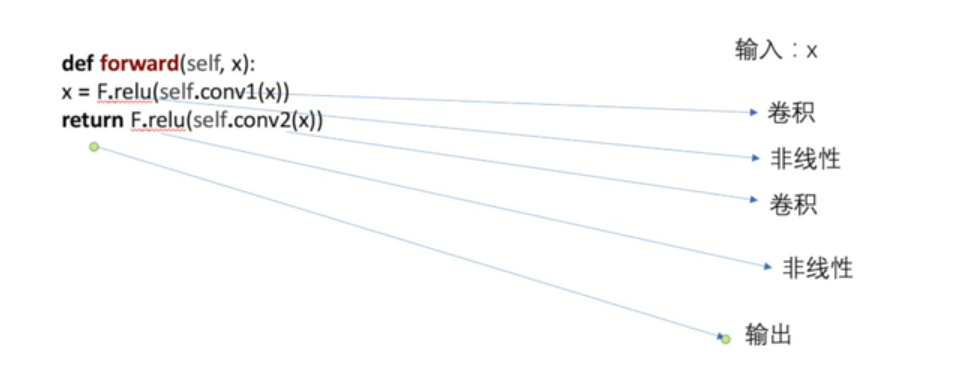 def forward(self, x):
x = F.relu(self.conv1(x))
return F.relu(self.conv2(x))
输入：x
卷积
非线性
卷积
非线性
输出